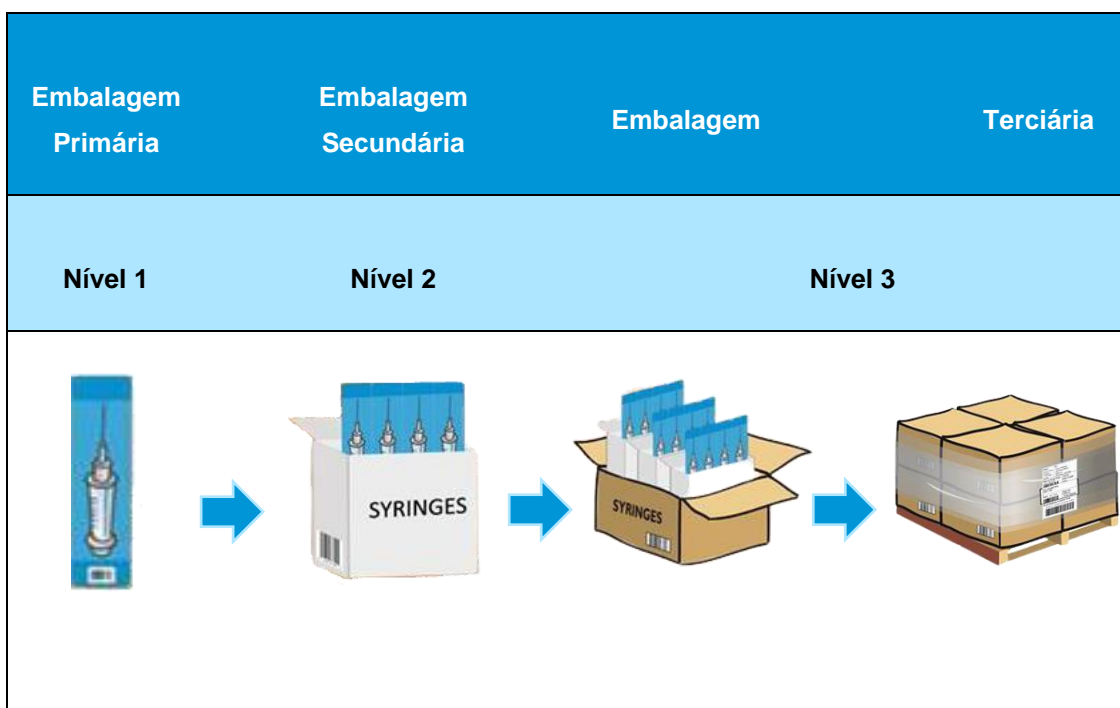 Embalagem
Primária
Embalagem
Secundária
Embalagem Terciária
Nível 1
Nível 2
Nível 3
SYRINGES
SYRINGES